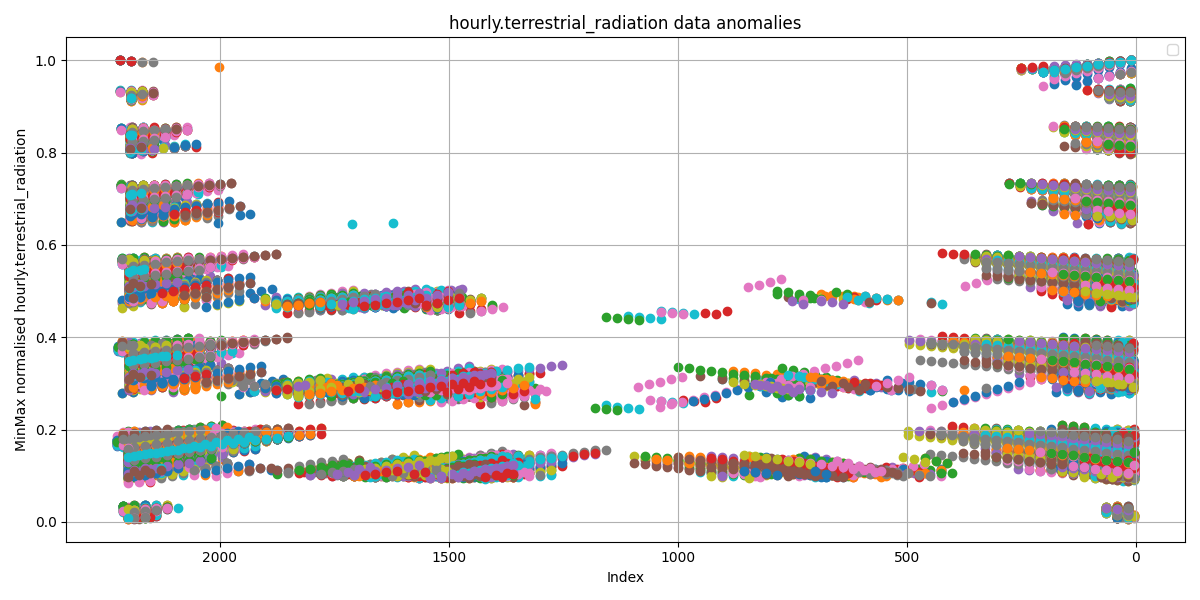 hourly.terrestrial_radiation data anomalies
1.0
0.8
0.6
0.4
0.2
0.0
MinMax normalised hourly.terrestrial_radiation
2000 1500 1000 500 0
Index